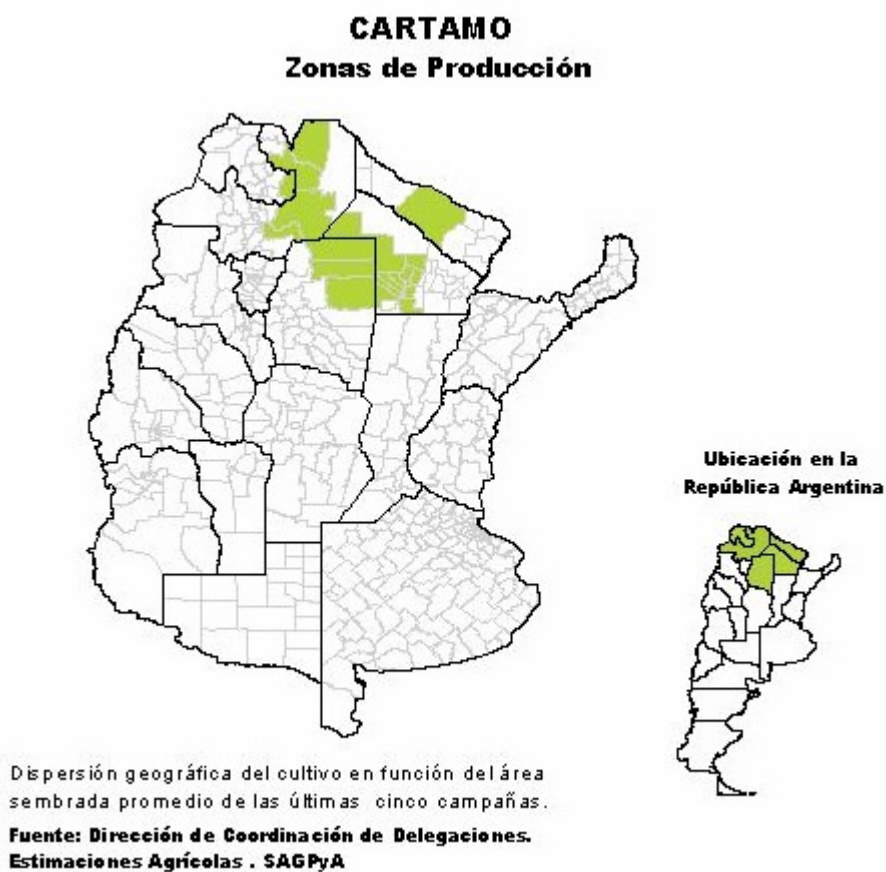 CARTAMO
Zonas de Producción
Ubicación en la
República Argentina
Dispersión geográfica del cultivo en función del área
sembrada promedio de las últimas cinco campañas.
Fuente: Dirección de Coordinación de Delegaciones.
Estimaciones Agrícolas . SAGPyA